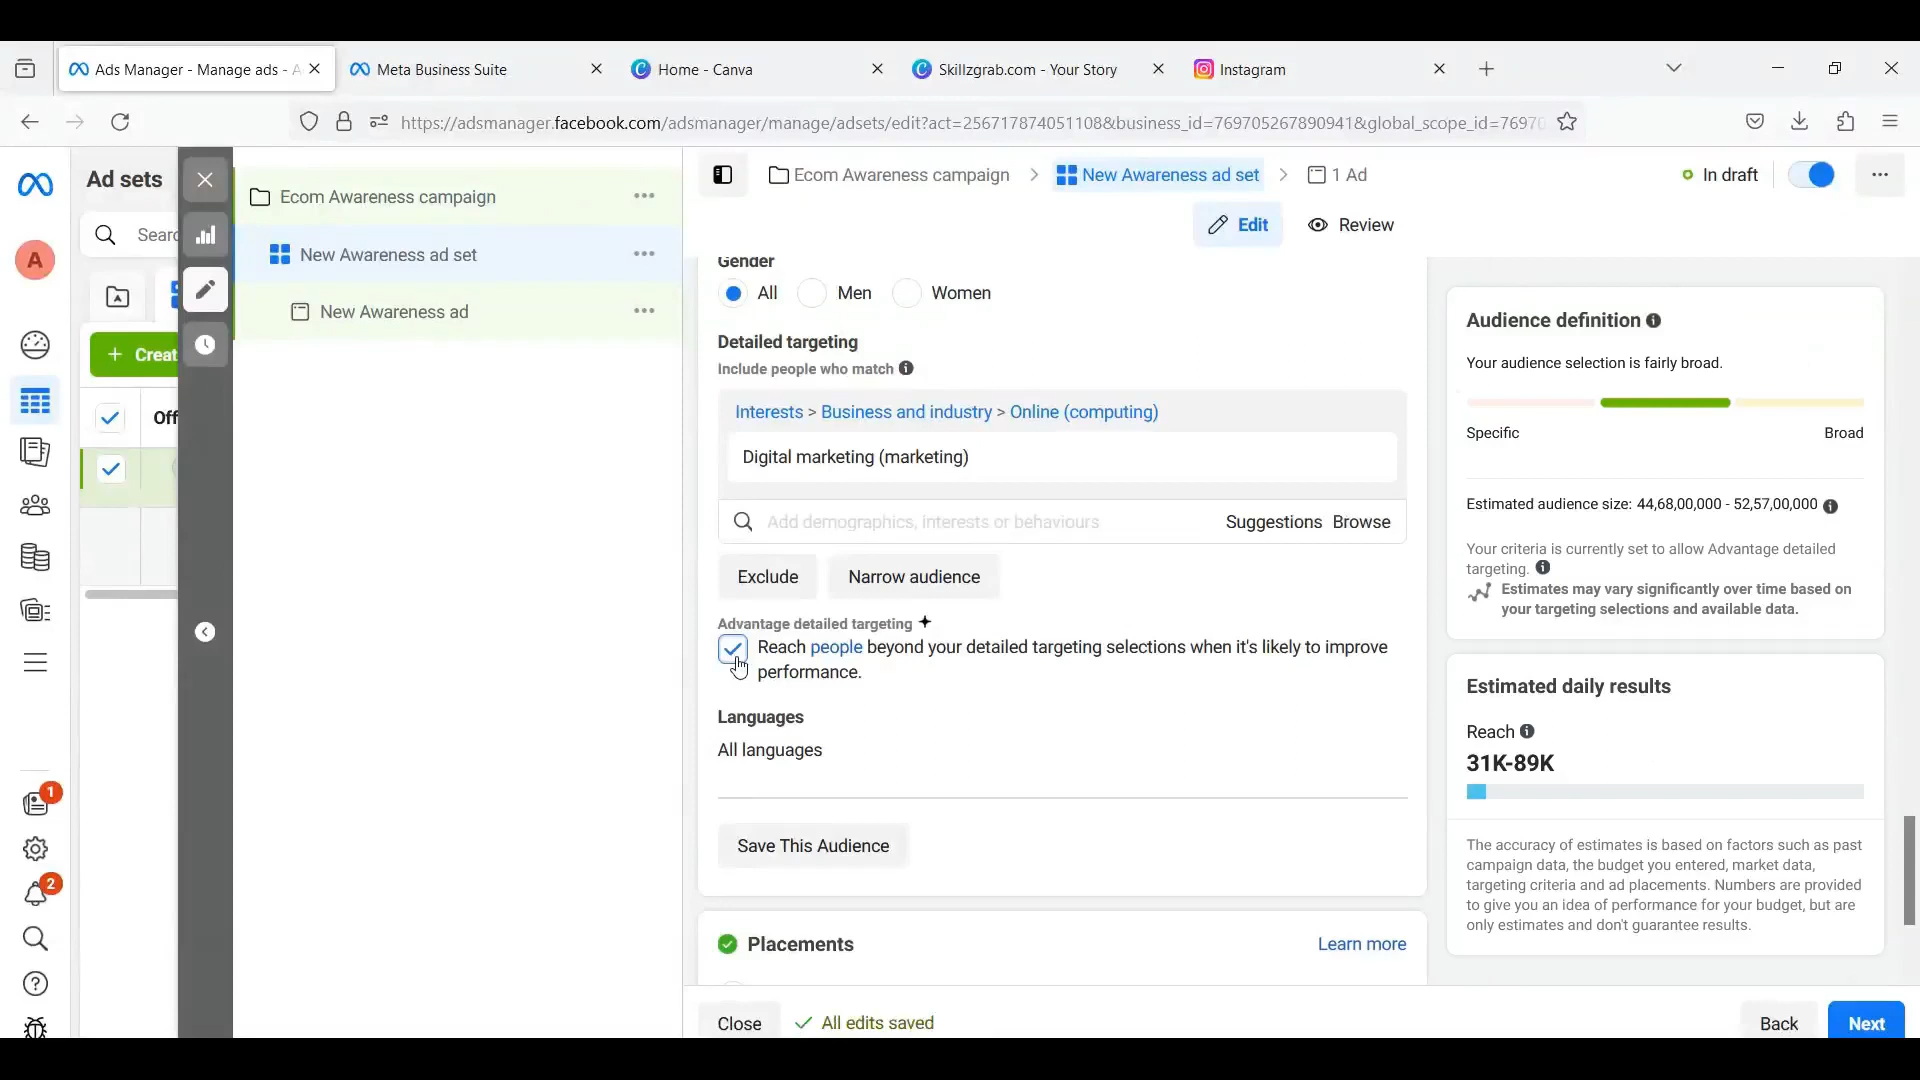 Ads Manager - Manage ads - A
Meta Business Suite
Home - Canva
Skillzgrab.com - Your Story
Instagram
https://adsmanager.facebook.com/adsmanager/manage/adsets/edit?act=256717874051108&business_id=769705267890941&global_scope_id=76970
Ad sets
Ecom Awareness campaign
New Awareness ad set
1 Ad
In draft
Ecom Awareness campaign
Edit
Review
A
Searc
New Awareness ad set
New Awareness ad
+ Creat
Off
1
2
Gender
All
Men
Women
Detailed targeting
Include people who match
Interests > Business and industry > Online (computing)
Digital marketing (marketing)
Add demographics, interests or behaviours
Suggestions
Browse
Exclude
Narrow audience
Advantage detailed targeting
Reach people beyond your detailed targeting selections when it's likely to improve
performance.
Languages
All languages
Save This Audience
Placements
Learn more
Close
All edits saved
Back
Next
Audience definition
Your audience selection is fairly broad.
Specific
Broad
Estimated audience size: 44,68,00,000 - 52,57,00,000
Your criteria is currently set to allow Advantage detailed
targeting.
Estimates may vary significantly over time based on
your targeting selections and available data.
Estimated daily results
Reach
31K-89K
The accuracy of estimates is based on factors such as past
campaign data, the budget you entered, market data,
targeting criteria and ad placements. Numbers are provided
to give you an idea of performance for your budget, but are
only estimates and don't guarantee results.